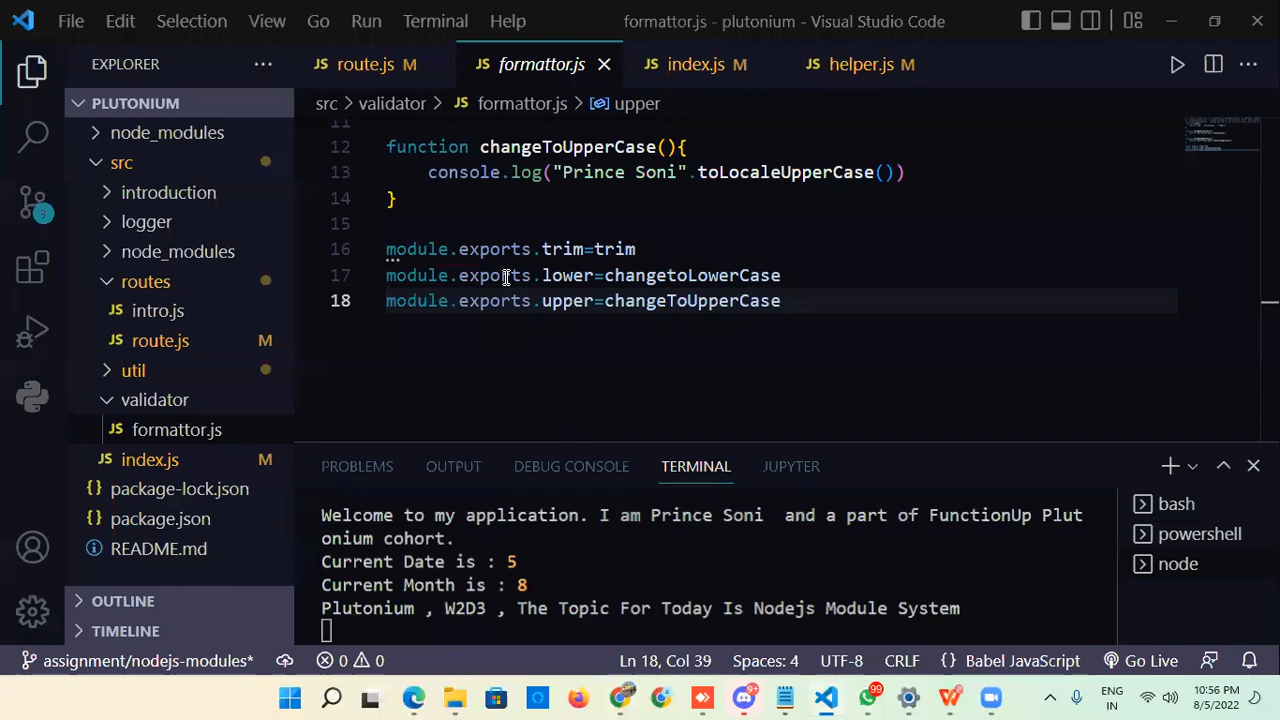 File Edit Selection View Go Run Terminal Help formattor.js - plutonium - Visual Studio Code
EXPLORER
route.js M formattor.js index.js M helper.js M
PLUTONIUM
src > validator > formattor.js > upper
node_modules
src
introduction
logger
node_modules
routes
intro.js
route.js M
util
validator
formattor.js
index.js M
package-lock.json
package.json
README.md
OUTLINE
TIMELINE
11
12 function changeToUpperCase(){
13 console.log("Prince Soni".toLocaleUpperCase())
14 }
15
16 module.exports.trim=trim
17 module.exports.lower=changetoLowerCase
18 module.exports.upper=changeToUpperCase
PROBLEMS OUTPUT DEBUG CONSOLE TERMINAL JUPYTER
Welcome to my application. I am Prince Soni  and a part of FunctionUp Plut
onium cohort.
Current Date is : 5
Current Month is : 8
Plutonium , W2D3 , The Topic For Today Is Nodejs Module System
bash
powershell
node
assignment/nodejs-modules* 0 0 Ln 18, Col 39 Spaces: 4 UTF-8 CRLF {} Babel JavaScript Go Live
3
9+
99
ENG
IN
10:56 PM
8/5/2022